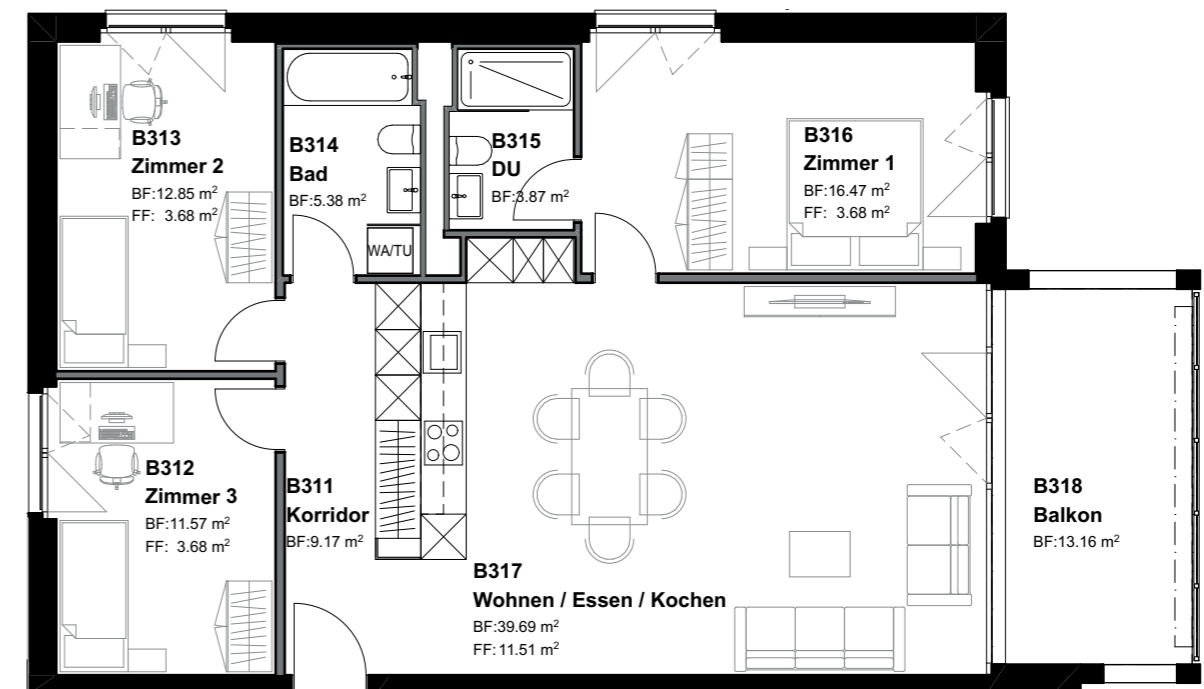 B313
Zimmer 2
BF:12.85 m²
FF: 3.68 m²
B314
Bad
BF:5.38 m²
WA/TU
B315
DU
BF:3.87 m²
B316
Zimmer 1
BF:16.47 m²
FF: 3.68 m²
B312
Zimmer 3
BF:11.57 m²
FF: 3.68 m²
B311
Korridor
BF:9.17 m²
B317
Wohnen / Essen / Kochen
BF:39.69 m²
FF: 11.51 m²
B318
Balkon
BF:13.16 m²